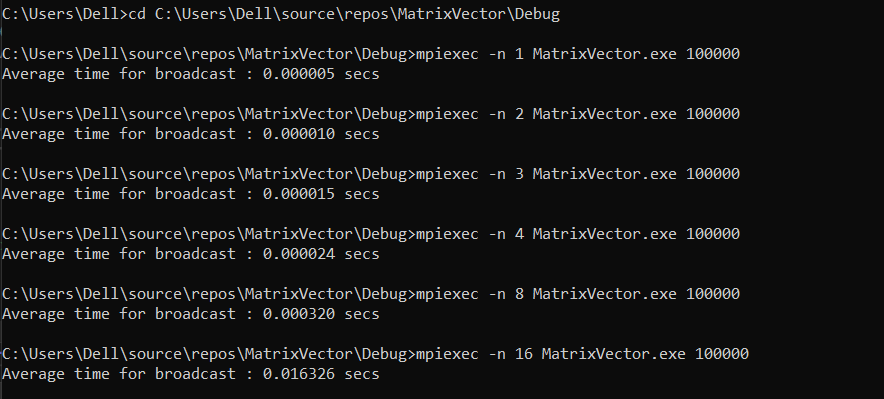 C:\Users\Dell>cd C:\Users\Dell\source\repos\MatrixVector\Debug
C:\Users\Dell\source\repos\MatrixVector\Debug>mpiexec -n 1 MatrixVector.exe 100000
Average time for broadcast : 0.000005 secs
C:\Users\Dell\source\repos\MatrixVector\Debug>mpiexec -n 2 MatrixVector.exe 100000
Average time for broadcast : 0.000010 secs
C:\Users\Dell\source\repos\MatrixVector\Debug>mpiexec -n 3 MatrixVector.exe 100000
Average time for broadcast : 0.000015 secs
C:\Users\Dell\source\repos\MatrixVector\Debug>mpiexec -n 4 MatrixVector.exe 100000
Average time for broadcast : 0.000024 secs
C:\Users\Dell\source\repos\MatrixVector\Debug>mpiexec -n 8 MatrixVector.exe 100000
Average time for broadcast : 0.000320 secs
C:\Users\Dell\source\repos\MatrixVector\Debug>mpiexec -n 16 MatrixVector.exe 100000
Average time for broadcast : 0.016326 secs